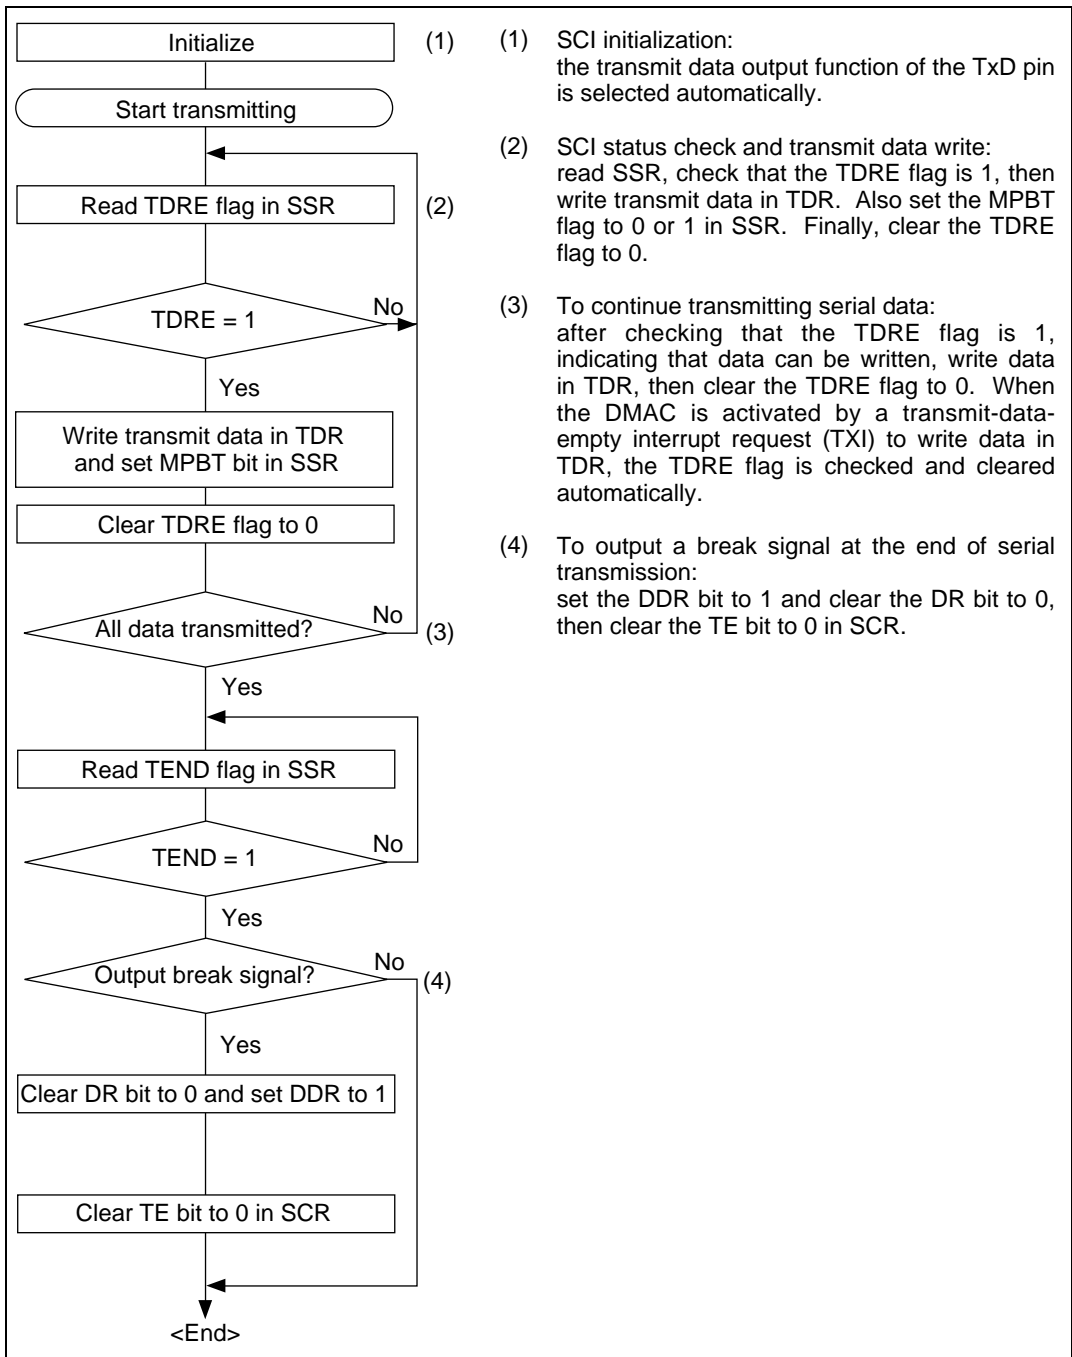 Initialize
(1)
Start transmitting
Read TDRE flag in SSR
(2)
TDRE = 1
No
Yes
Write transmit data in TDR
and set MPBT bit in SSR
Clear TDRE flag to 0
All data transmitted?
No
(3)
Yes
Read TEND flag in SSR
TEND = 1
No
Yes
Output break signal?
No
(4)
Yes
Clear DR bit to 0 and set DDR to 1
Clear TE bit to 0 in SCR
<End>
(1) SCI initialization:
the transmit data output function of the TxD pin
is selected automatically.
(2) SCI status check and transmit data write:
read SSR, check that the TDRE flag is 1, then
write transmit data in TDR. Also set the MPBT
flag to 0 or 1 in SSR. Finally, clear the TDRE
flag to 0.
(3) To continue transmitting serial data:
after checking that the TDRE flag is 1,
indicating that data can be written, write data
in TDR, then clear the TDRE flag to 0. When
the DMAC is activated by a transmit-data-
empty interrupt request (TXI) to write data in
TDR, the TDRE flag is checked and cleared
automatically.
(4) To output a break signal at the end of serial
transmission:
set the DDR bit to 1 and clear the DR bit to 0,
then clear the TE bit to 0 in SCR.